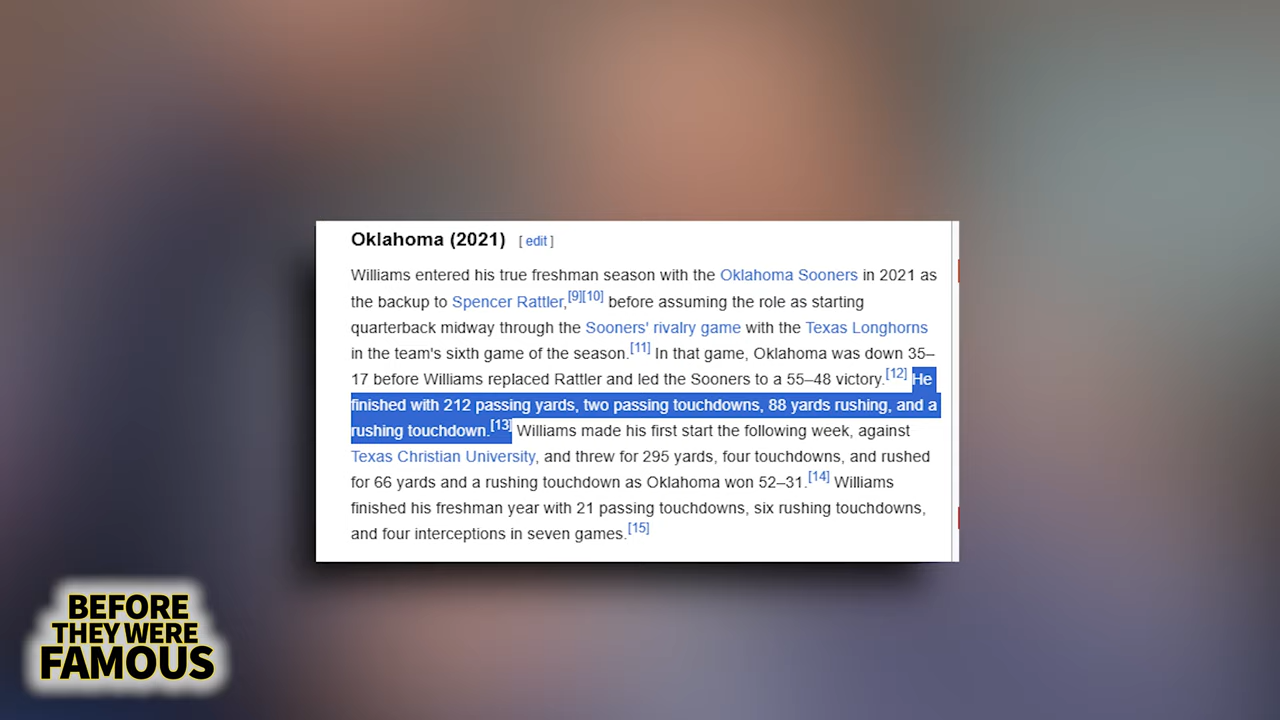 Oklahoma (2021) [ edit ]
Williams entered his true freshman season with the Oklahoma Sooners in 2021 as
the backup to Spencer Rattler,[9][10] before assuming the role as starting
quarterback midway through the Sooners' rivalry game with the Texas Longhorns
in the team's sixth game of the season.[11] In that game, Oklahoma was down 35–
17 before Williams replaced Rattler and led the Sooners to a 55–48 victory.[12] He
finished with 212 passing yards, two passing touchdowns, 88 yards rushing, and a
rushing touchdown.[13] Williams made his first start the following week, against
Texas Christian University, and threw for 295 yards, four touchdowns, and rushed
for 66 yards and a rushing touchdown as Oklahoma won 52–31.[14] Williams
finished his freshman year with 21 passing touchdowns, six rushing touchdowns,
and four interceptions in seven games.[15]
BEFORE
THEY WERE
FAMOUS